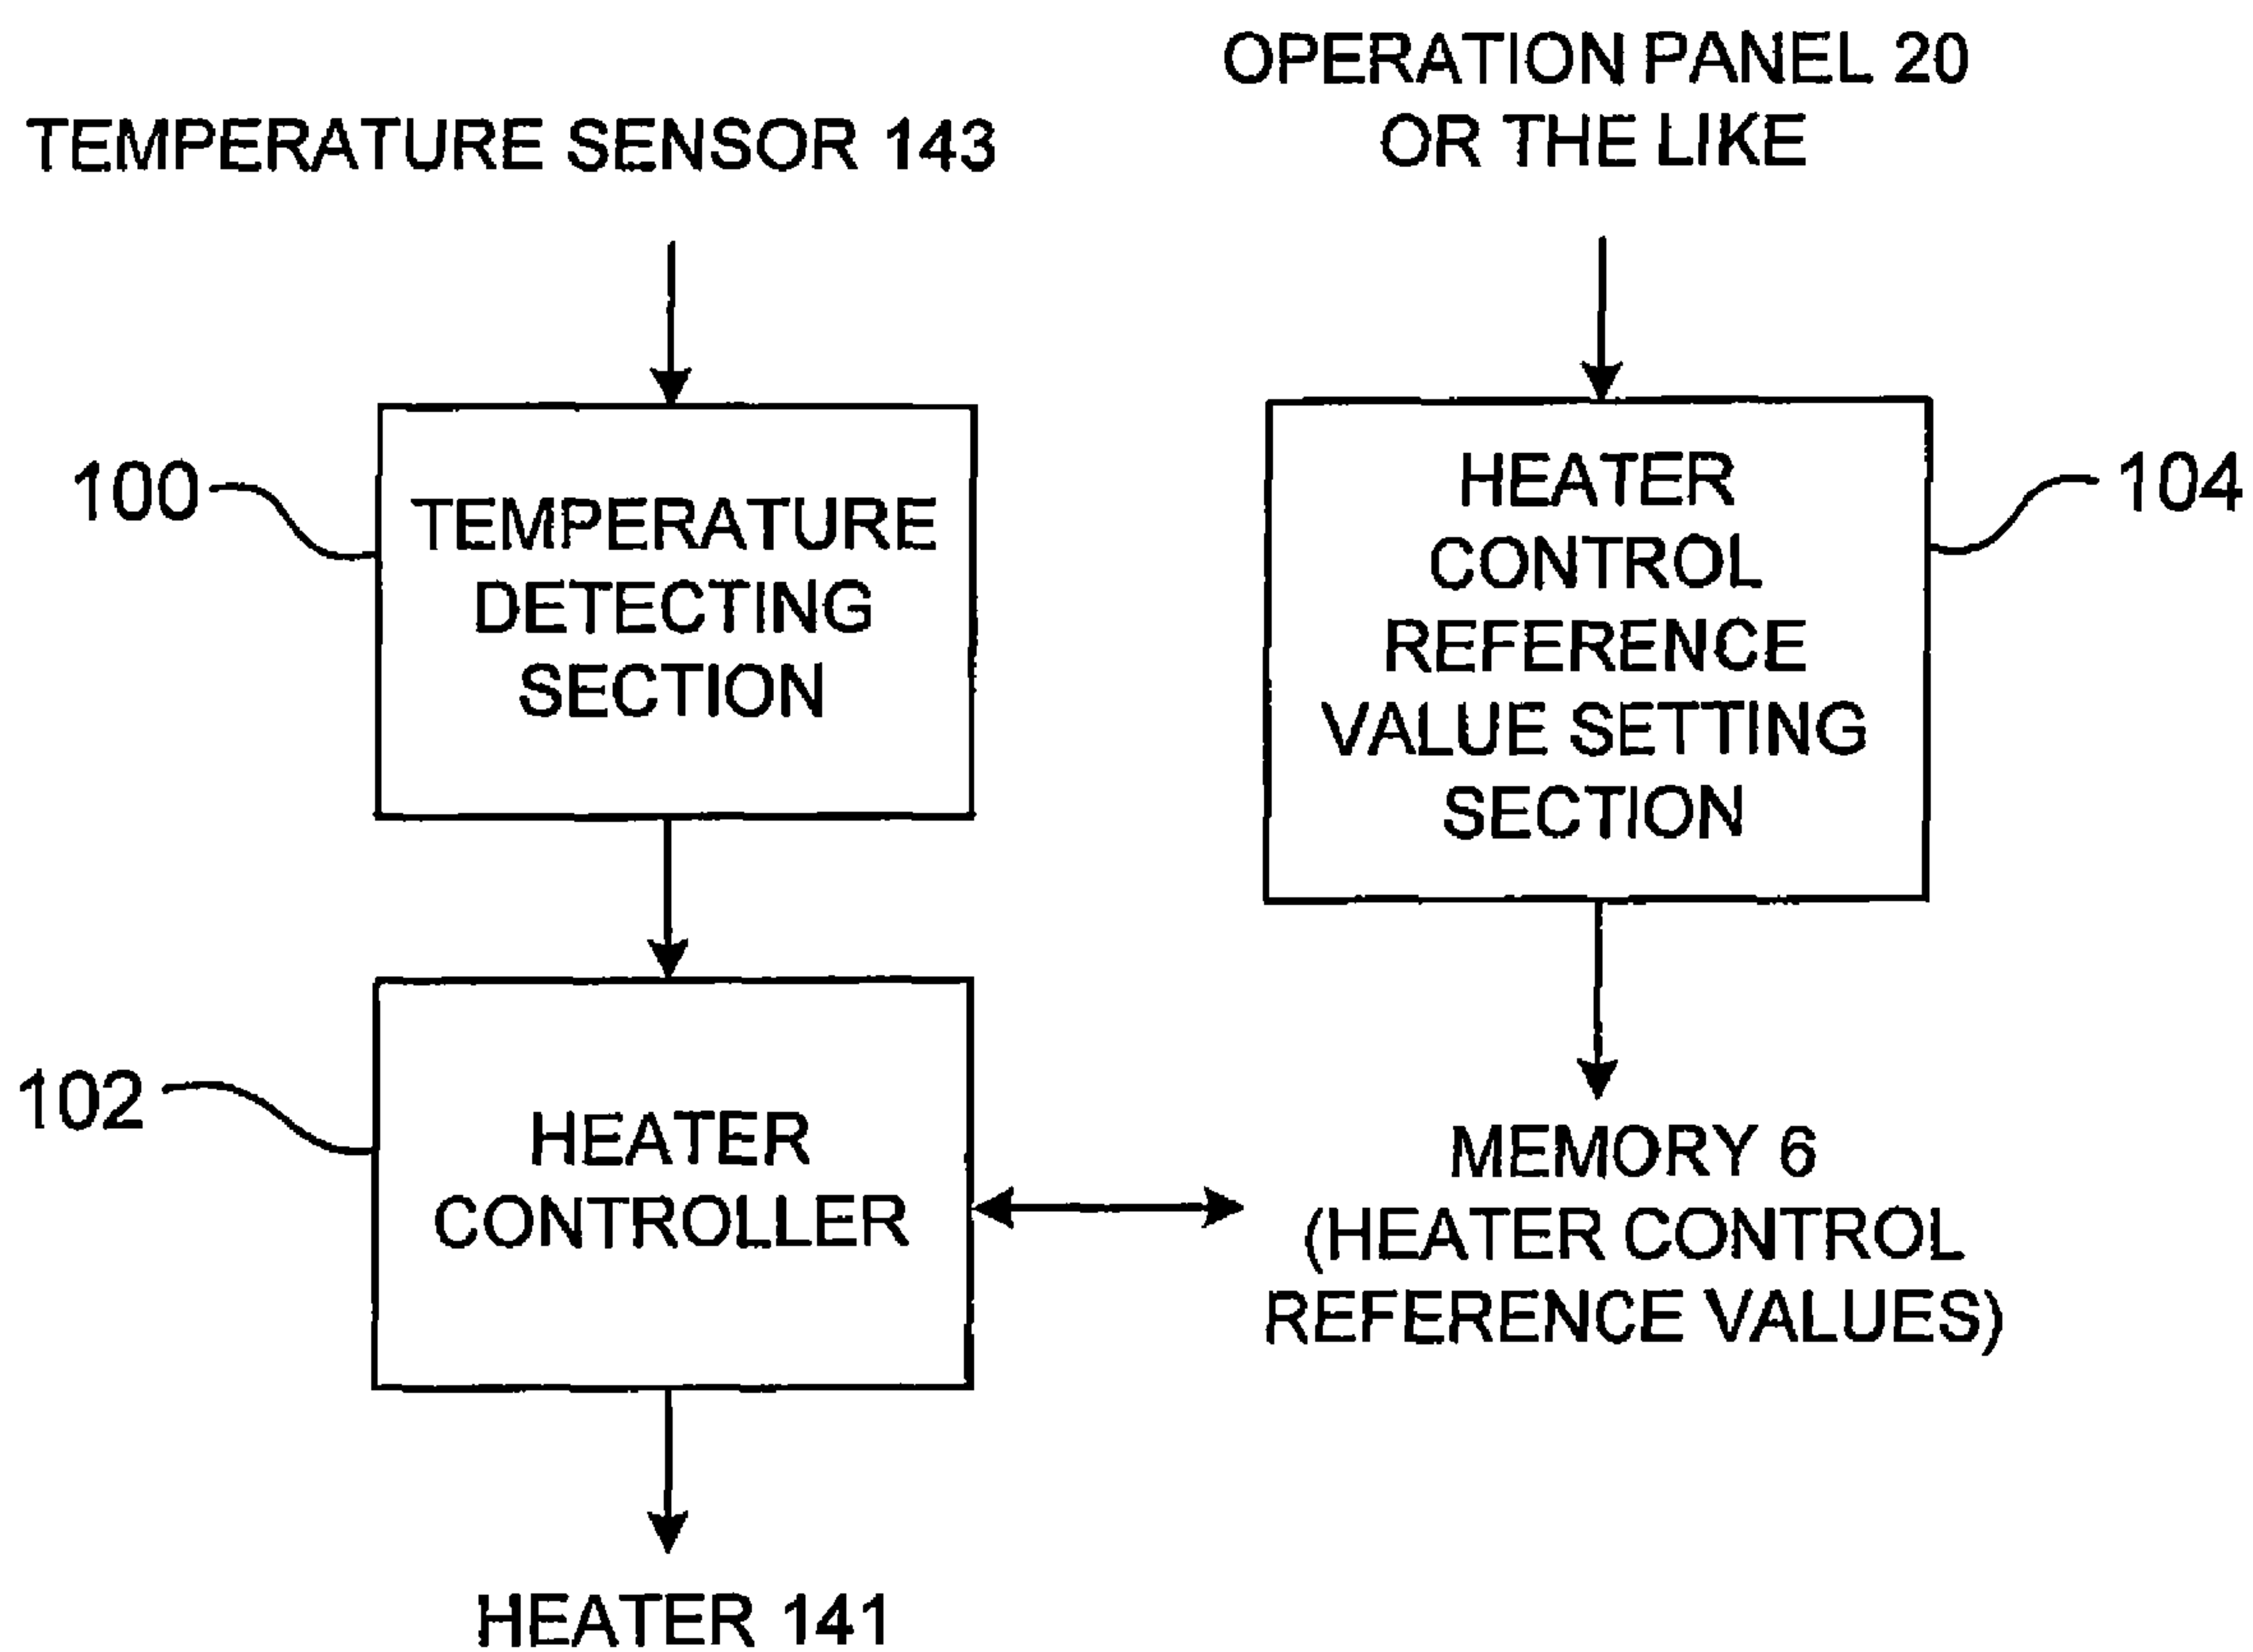 OPERATION PANEL 20
OR THE LIKE
TEMPERATURE SENSOR 143
100
TEMPERATURE
DETECTING
SECTION
HEATER
CONTROL
REFERENCE
VALUE SETTING
SECTION
104
102
HEATER
CONTROLLER
MEMORY 6
(HEATER CONTROL
REFERENCE VALUES)
HEATER 141